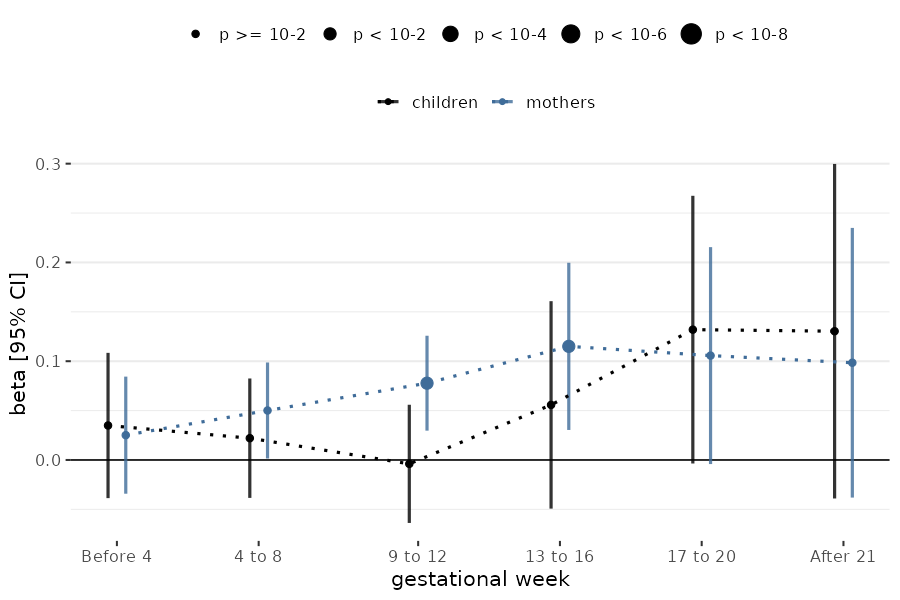 p >= 10-2 p < 10-2 p < 10-4 p < 10-6 p < 10-8
children mothers
0.3
0.2
0.1
0.0
beta [95% CI]
Before 4 4 to 8 9 to 12 13 to 16 17 to 20 After 21
gestational week